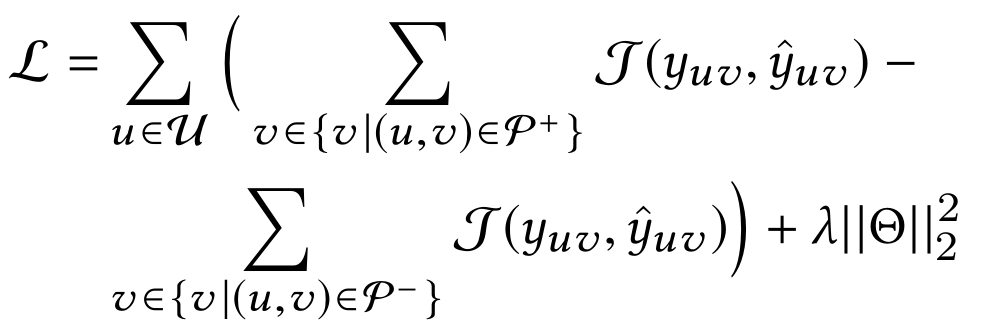 ℒ = ∑_{u∈𝒰} ( ∑_{v∈{v|(u,v)∈𝒫⁺}} 𝒥(y_{uv}, ŷ_{uv}) −
∑_{v∈{v|(u,v)∈𝒫⁻}} 𝒥(y_{uv}, ŷ_{uv}) ) + λ||Θ||₂²